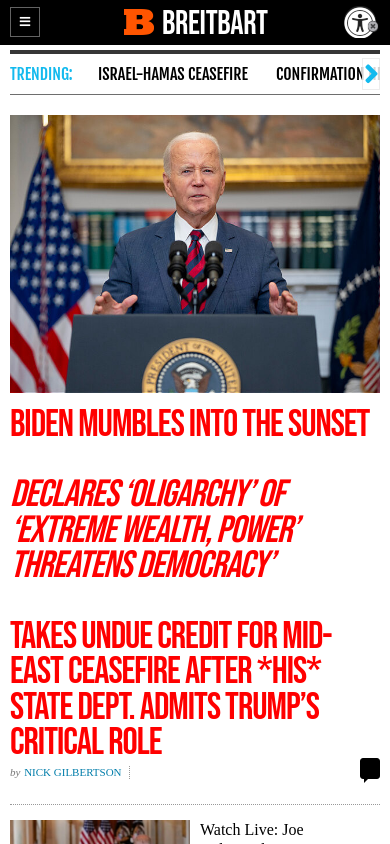 BREITBART
TRENDING:
ISRAEL-HAMAS CEASEFIRE
CONFIRMATION
BIDEN MUMBLES INTO THE SUNSET
DECLARES ‘OLIGARCHY’ OF
‘EXTREME WEALTH, POWER’
THREATENS DEMOCRACY’
TAKES UNDUE CREDIT FOR MID-
EAST CEASEFIRE AFTER *HIS*
STATE DEPT. ADMITS TRUMP’S
CRITICAL ROLE
by NICK GILBERTSON
Watch Live: Joe